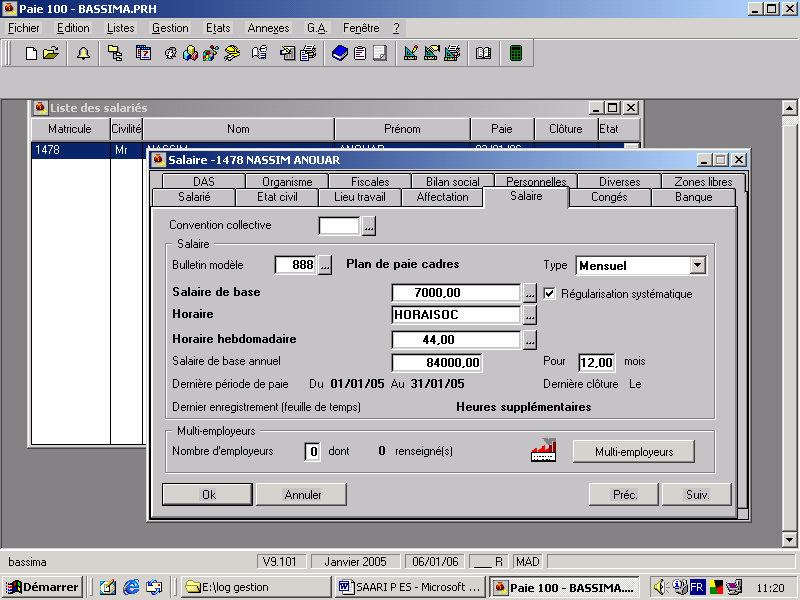 Paie 100 - BASSIMA.PRH
Fichier Edition Listes Gestion Etats Annexes G.A. Fenêtre ?
Liste des salariés
Matricule Civilité Nom Prénom Paie Clôture Etat
1478 Mr NASSIM ANOUAR
Salaire -1478 NASSIM ANOUAR
DAS Organisme Fiscales Bilan social Personnelles Diverses Zones libres
Salarié Etat civil Lieu travail Affectation Salaire Congés Banque
Convention collective ...
Salaire
Bulletin modèle 888 ... Plan de paie cadres Type Mensuel
Salaire de base 7000,00 ... Régularisation systématique
Horaire HORAISOC ...
Horaire hebdomadaire 44,00 ...
Salaire de base annuel 84000,00 Pour 12,00 mois
Dernière période de paie Du 01/01/05 Au 31/01/05 Dernière clôture Le
Dernier enregistrement (feuille de temps) Heures supplémentaires
Multi-employeurs
Nombre d'employeurs 0 dont 0 renseigné(s) Multi-employeurs
Ok Annuler Préc. Suiv.
bassima V9.101 Janvier 2005 06/01/06 ___ R MAD
Démarrer E:\log gestion SAARI P ES - Microsoft ... Paie 100 - BASSIMA.... FR 11:20